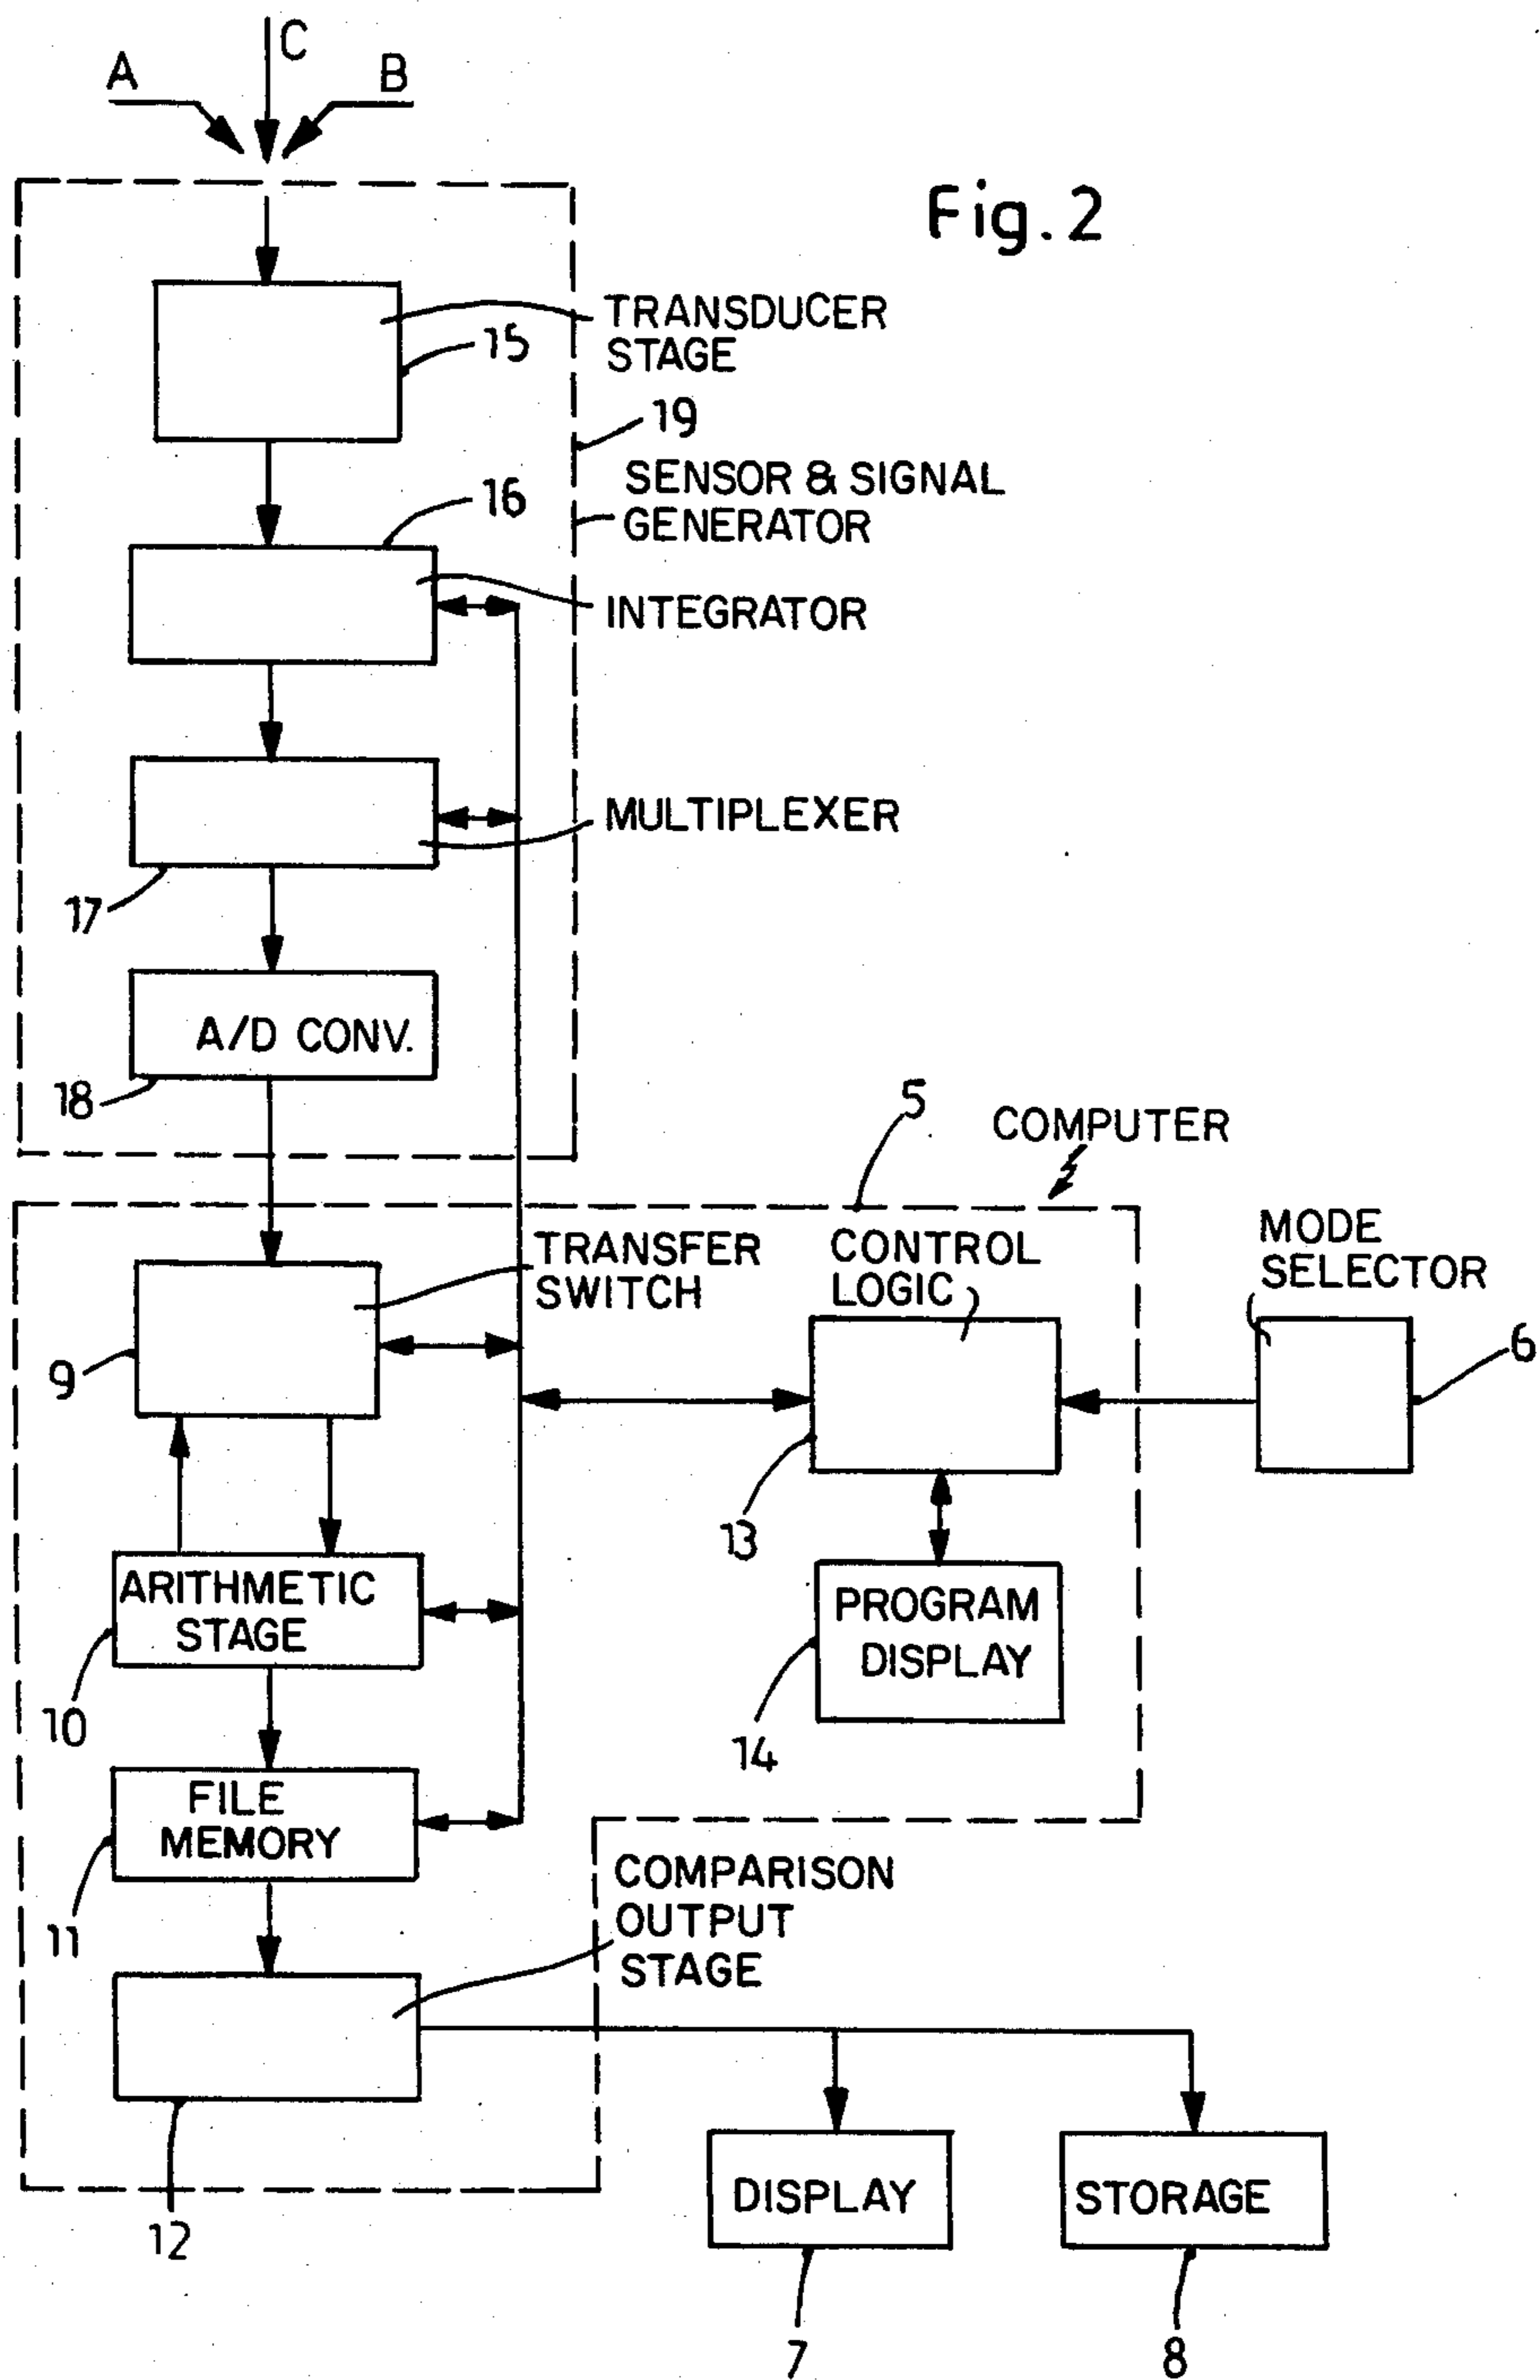 C
A
B
Fig. 2
TRANSDUCER
STAGE
15
19
SENSOR & SIGNAL
GENERATOR
16
INTEGRATOR
MULTIPLEXER
17
A/D CONV.
18
5
COMPUTER
TRANSFER
SWITCH
CONTROL
LOGIC
MODE
SELECTOR
9
6
13
ARITHMETIC
STAGE
PROGRAM
DISPLAY
10
14
FILE
MEMORY
11
COMPARISON
OUTPUT
STAGE
12
DISPLAY
STORAGE
7
8